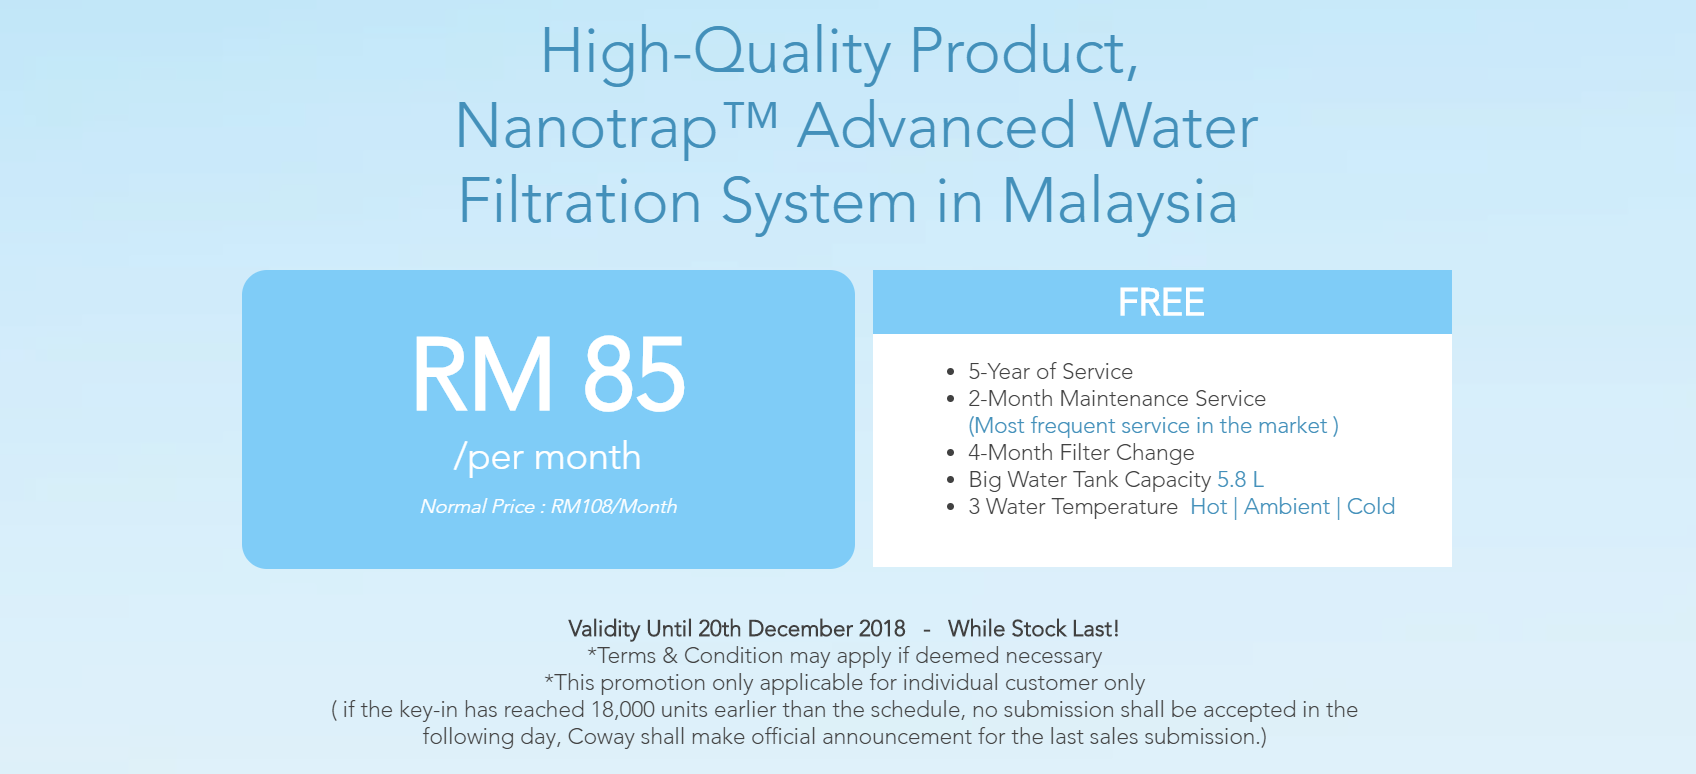 High-Quality Product,
Nanotrap™ Advanced Water
Filtration System in Malaysia
RM 85
/per month
Normal Price : RM108/Month
FREE
• 5-Year of Service
• 2-Month Maintenance Service
(Most frequent service in the market )
• 4-Month Filter Change
• Big Water Tank Capacity 5.8 L
• 3 Water Temperature Hot | Ambient | Cold
Validity Until 20th December 2018 - While Stock Last!
*Terms & Condition may apply if deemed necessary
*This promotion only applicable for individual customer only
( if the key-in has reached 18,000 units earlier than the schedule, no submission shall be accepted in the
following day, Coway shall make official announcement for the last sales submission.)